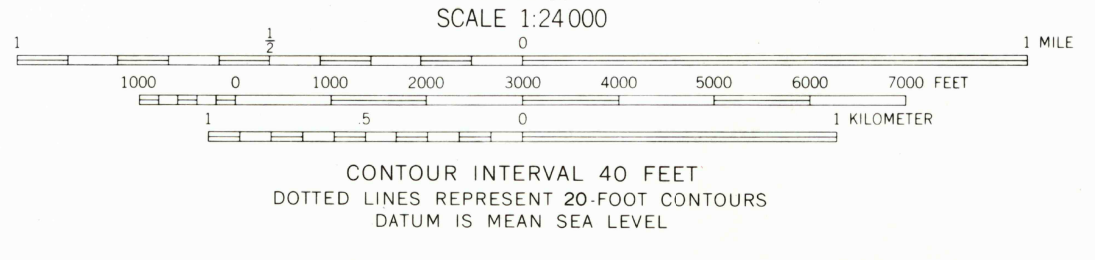 SCALE 1:24000
1 ½ 0 1 MILE
1000 0 1000 2000 3000 4000 5000 6000 7000 FEET
1 .5 0 1 KILOMETER
CONTOUR INTERVAL 40 FEET
DOTTED LINES REPRESENT 20-FOOT CONTOURS
DATUM IS MEAN SEA LEVEL